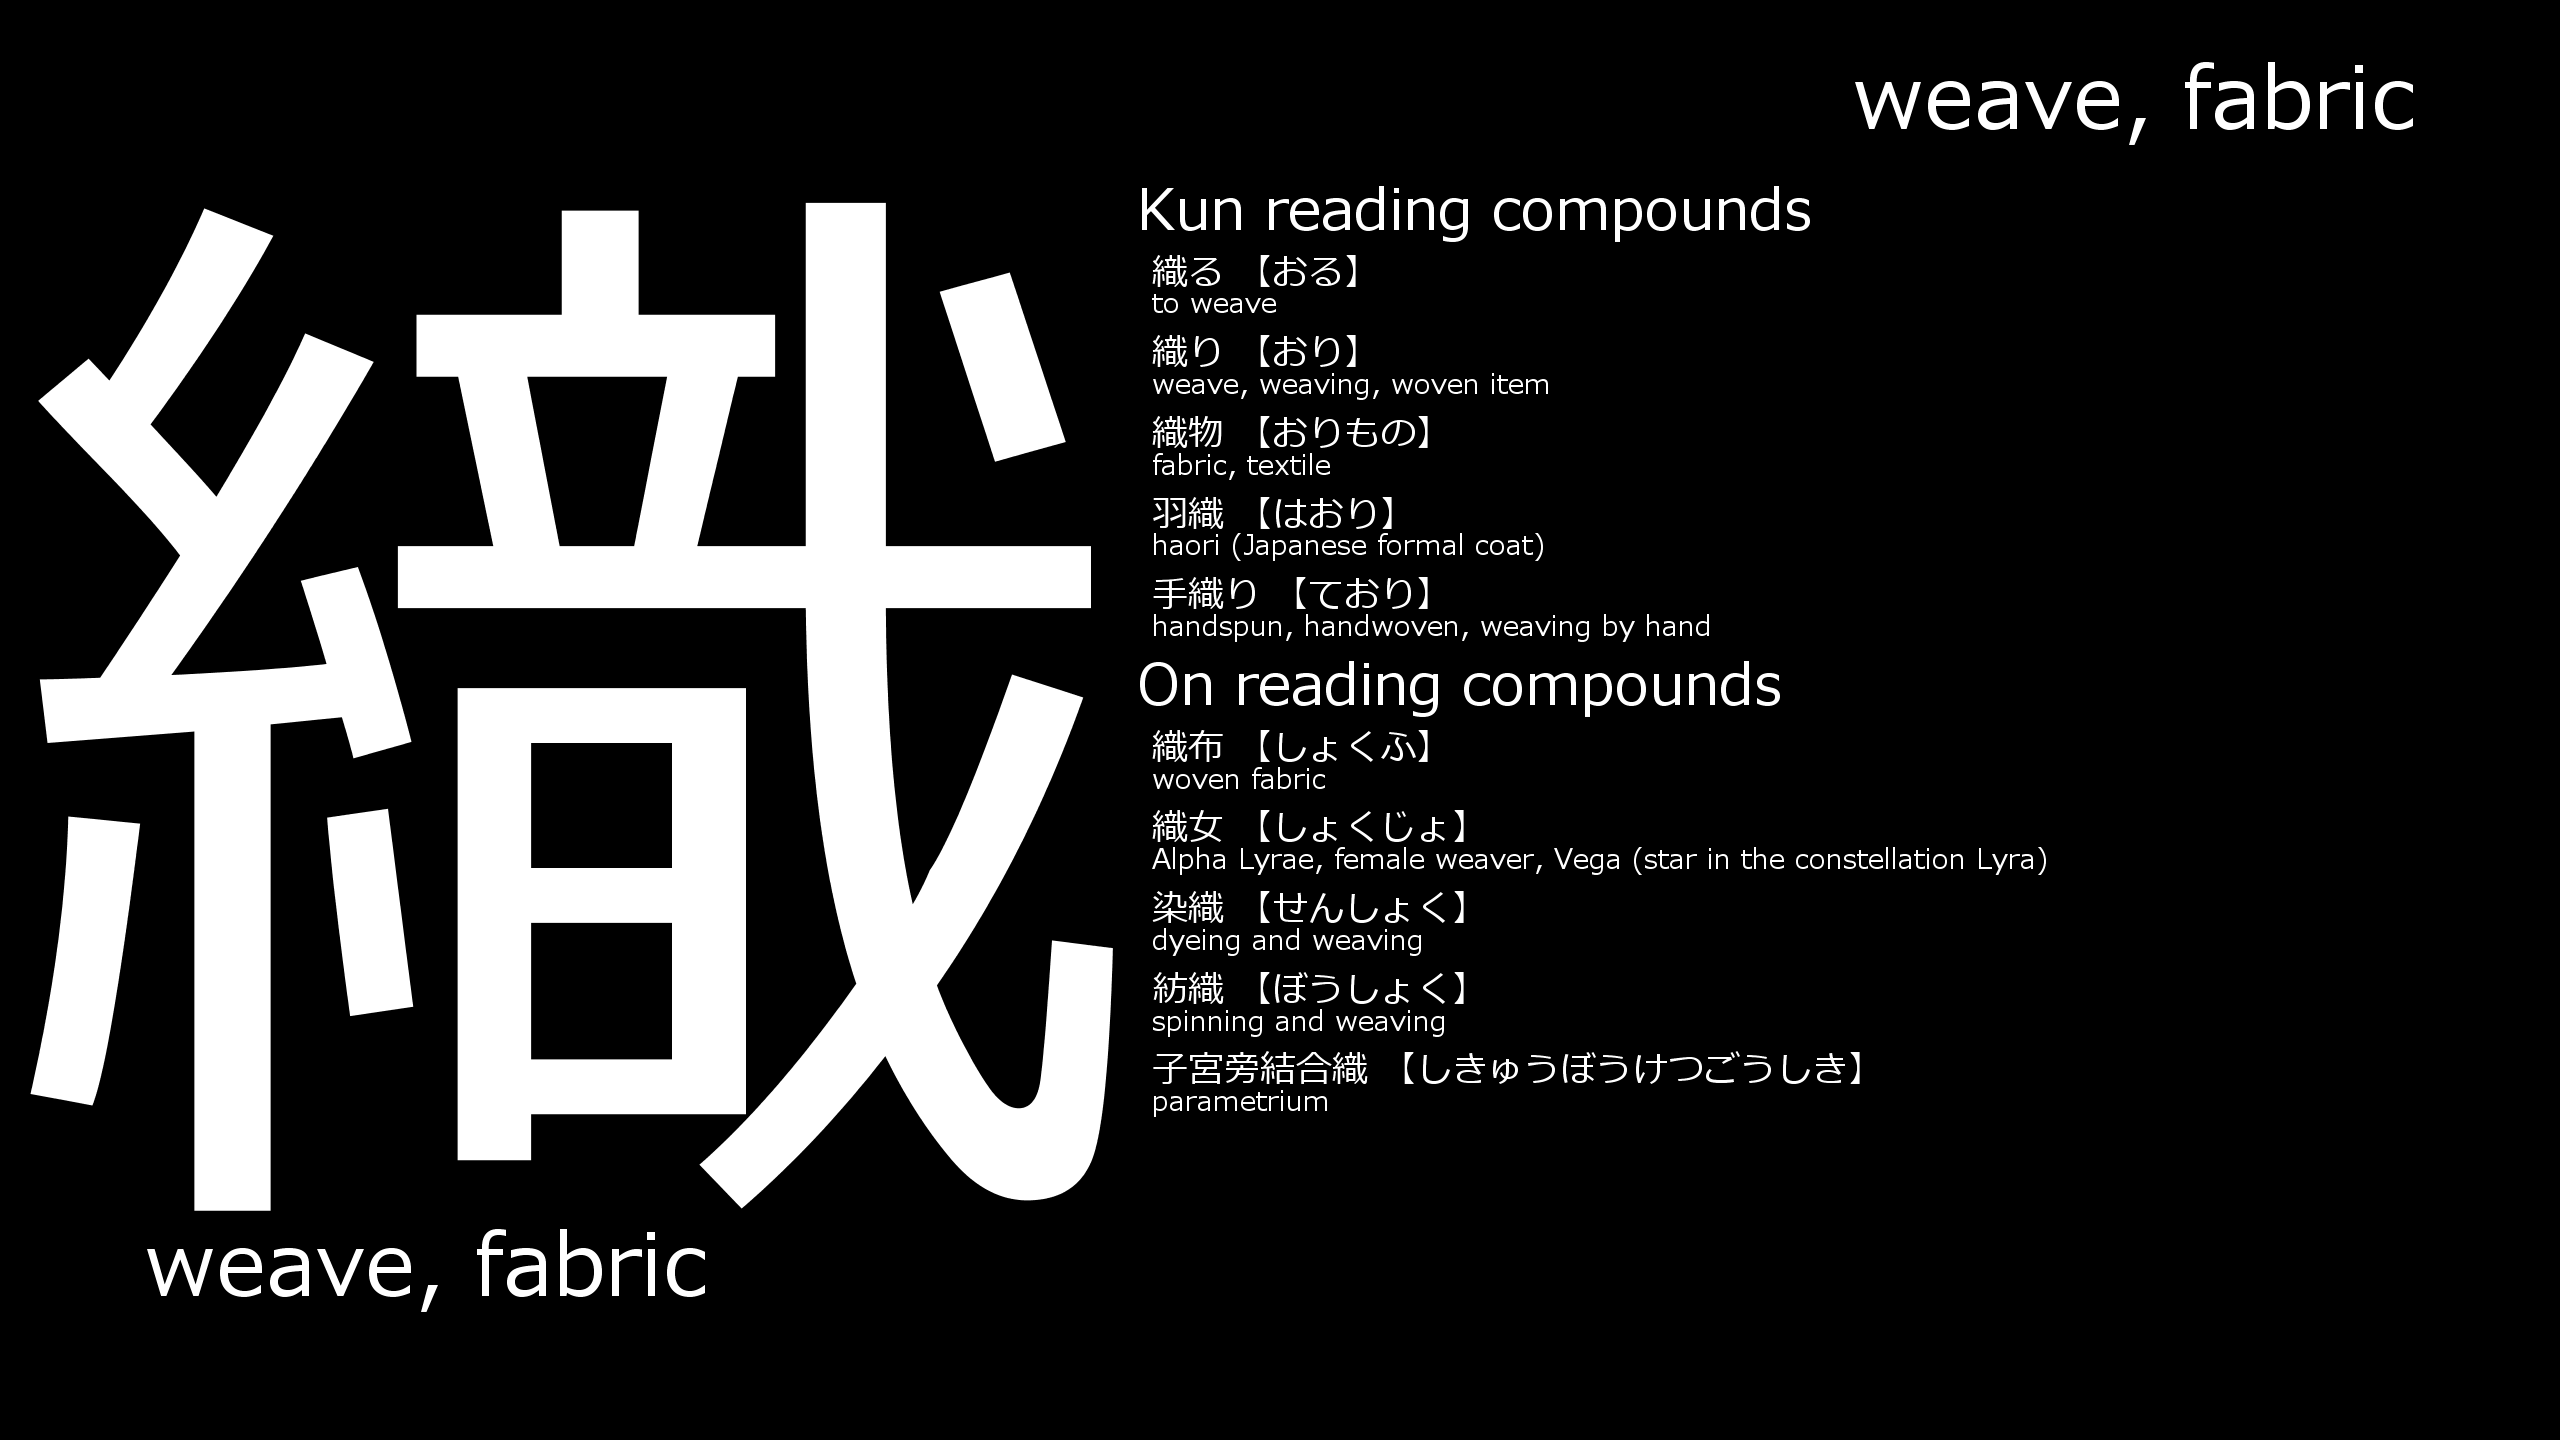 weave, fabric
織
weave, fabric
Kun reading compounds
織る 【おる】
to weave
織り 【おり】
weave, weaving, woven item
織物 【おりもの】
fabric, textile
羽織 【はおり】
haori (Japanese formal coat)
手織り 【ており】
handspun, handwoven, weaving by hand
On reading compounds
織布 【しょくふ】
woven fabric
織女 【しょくじょ】
Alpha Lyrae, female weaver, Vega (star in the constellation Lyra)
染織 【せんしょく】
dyeing and weaving
紡織 【ぼうしょく】
spinning and weaving
子宮旁結合織 【しきゅうぼうけつごうしき】
parametrium